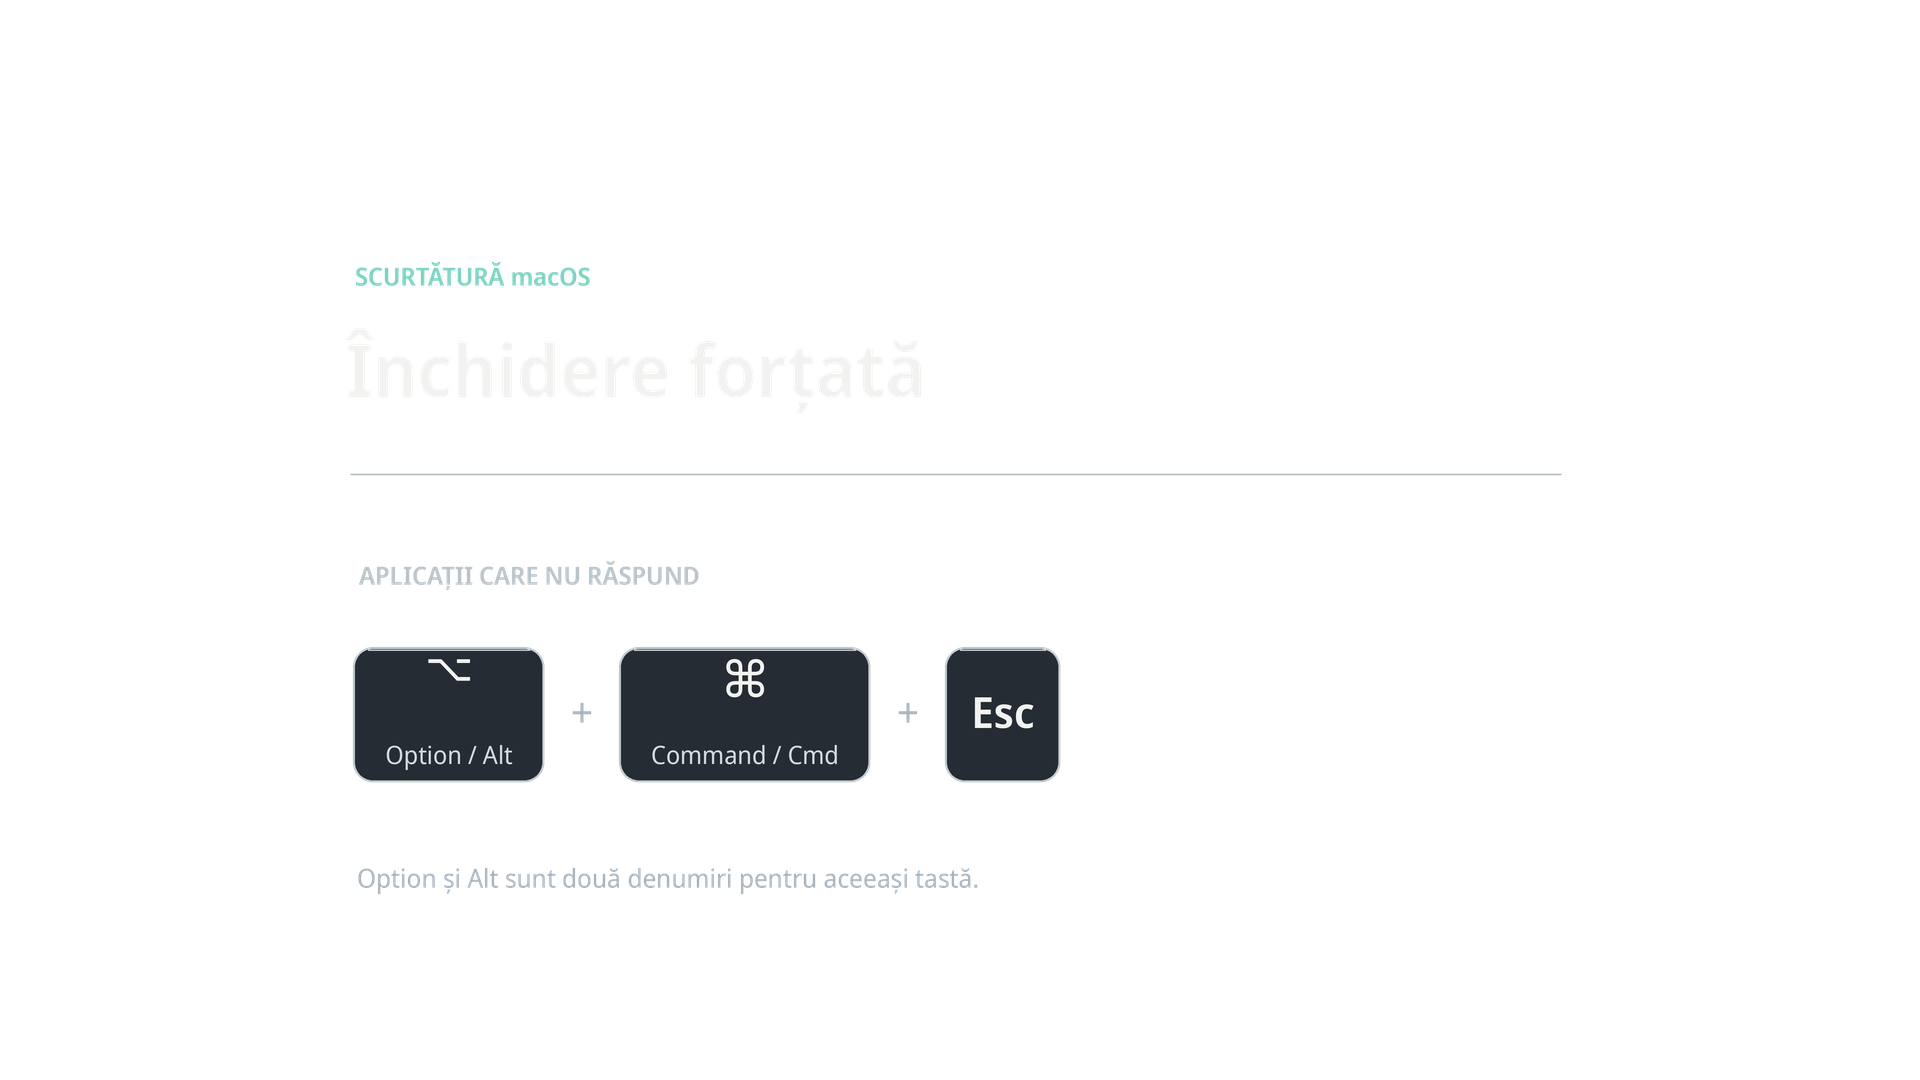 SCURTĂTURĂ macOS
Închidere forțată
APLICAȚII CARE NU RĂSPUND
⌥ + ⌘ + Esc
Option / Alt Command / Cmd
Option și Alt sunt două denumiri pentru aceeași tastă.